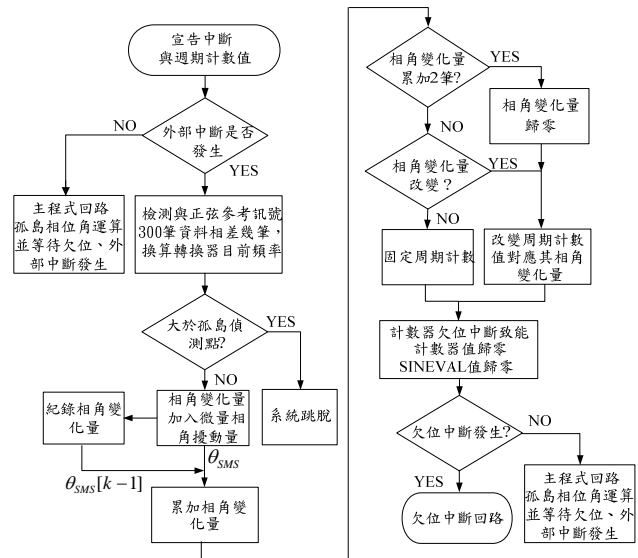 宣告中斷
與週期計數值
外部中斷是否
發生
NO
YES
主程式回路
孤島相位角運算
並等待欠位、外
部中斷發生
檢測與正弦參考訊號
300筆資料相差幾筆，
換算轉換器目前頻率
大於孤島偵
測點?
YES
NO
系統跳脫
相角變化量
加入微量相
角擾動量
紀錄相角變
化量
θSMS
θSMS[k−1]
累加相角變
化量
相角變化量
累加2筆?
YES
NO
相角變化量
歸零
相角變化量
改變？
YES
NO
固定周期計數
改變周期計數
值對應其相角
變化量
計數器欠位中斷致能
計數器值歸零
SINEVAL值歸零
欠位中斷發生?
NO
YES
欠位中斷回路
主程式回路
孤島相位角運算
並等待欠位、外
部中斷發生